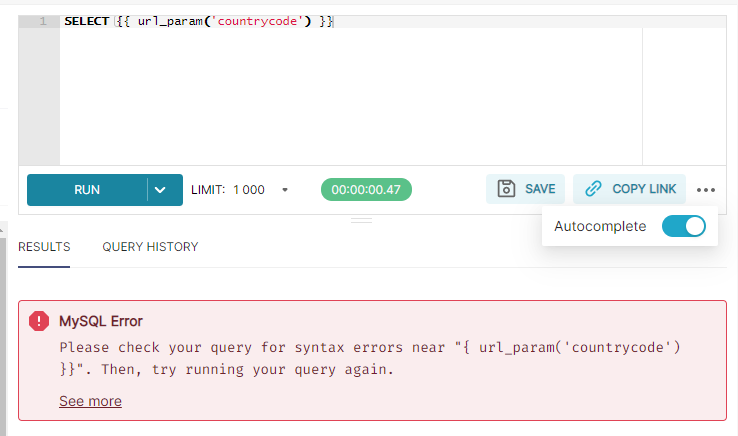 1 SELECT {{ url_param('countrycode') }}
RUN LIMIT: 1 000 00:00:00.47 SAVE COPY LINK
Autocomplete
RESULTS QUERY HISTORY
MySQL Error
Please check your query for syntax errors near "{ url_param('countrycode')
}}". Then, try running your query again.
See more